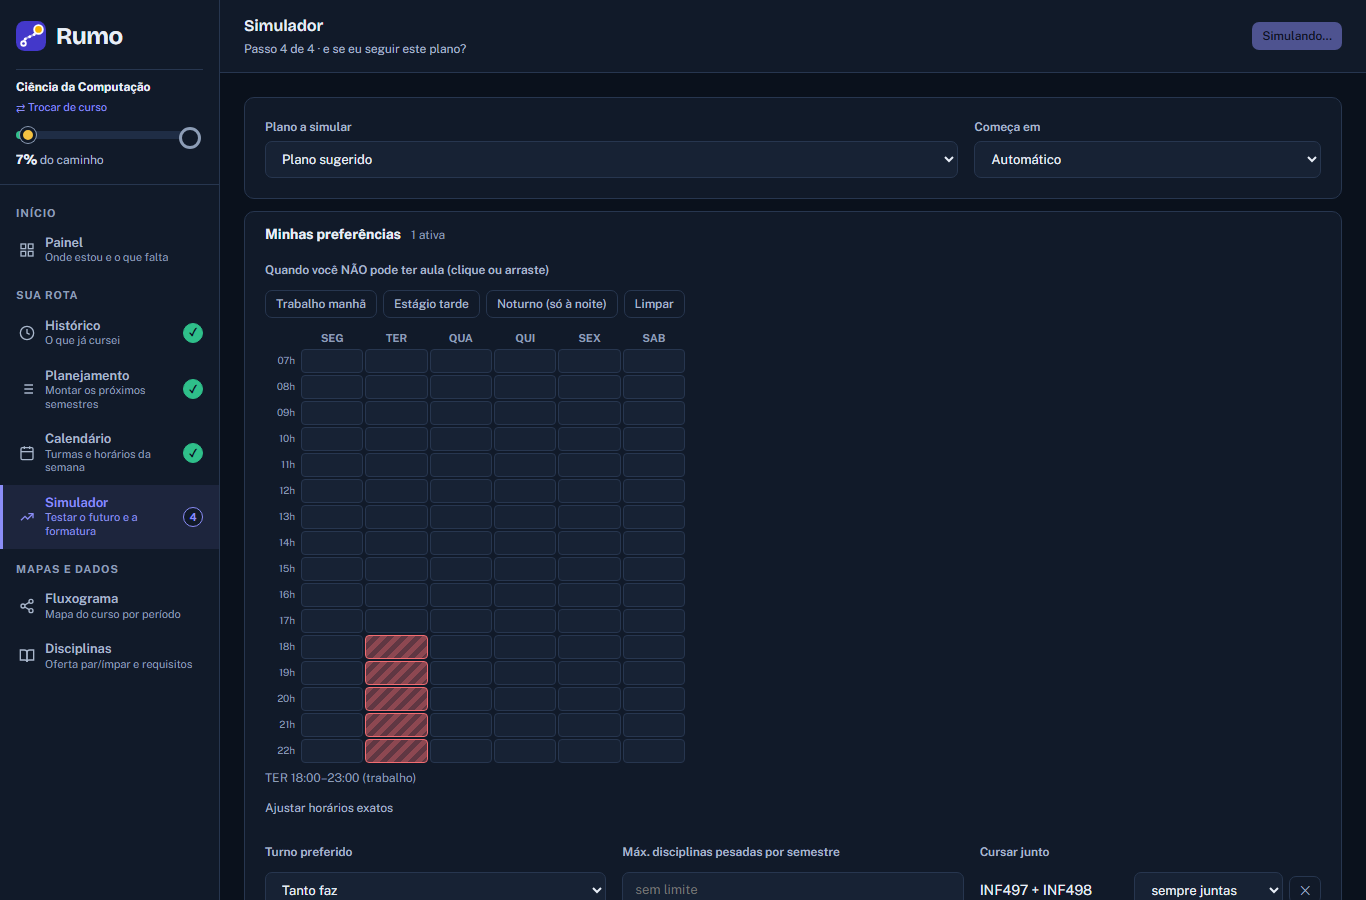 Rumo
Ciência da Computação
⇄ Trocar de curso
7% do caminho
INÍCIO
Painel
Onde estou e o que falta
SUA ROTA
Histórico
O que já cursei
Planejamento
Montar os próximos
semestres
Calendário
Turmas e horários da
semana
Simulador
Testar o futuro e a
formatura
4
MAPAS E DADOS
Fluxograma
Mapa do curso por período
Disciplinas
Oferta par/ímpar e requisitos
Simulador
Passo 4 de 4 · e se eu seguir este plano?
Simulando...
Plano a simular
Começa em
Plano sugerido
Automático
Minhas preferências 1 ativa
Quando você NÃO pode ter aula (clique ou arraste)
Trabalho manhã Estágio tarde Noturno (só à noite) Limpar
SEG TER QUA QUI SEX SAB
07h
08h
09h
10h
11h
12h
13h
14h
15h
16h
17h
18h
19h
20h
21h
22h
TER 18:00–23:00 (trabalho)
Ajustar horários exatos
Turno preferido
Máx. disciplinas pesadas por semestre
Cursar junto
Tanto faz
sem limite
INF497 + INF498
sempre juntas